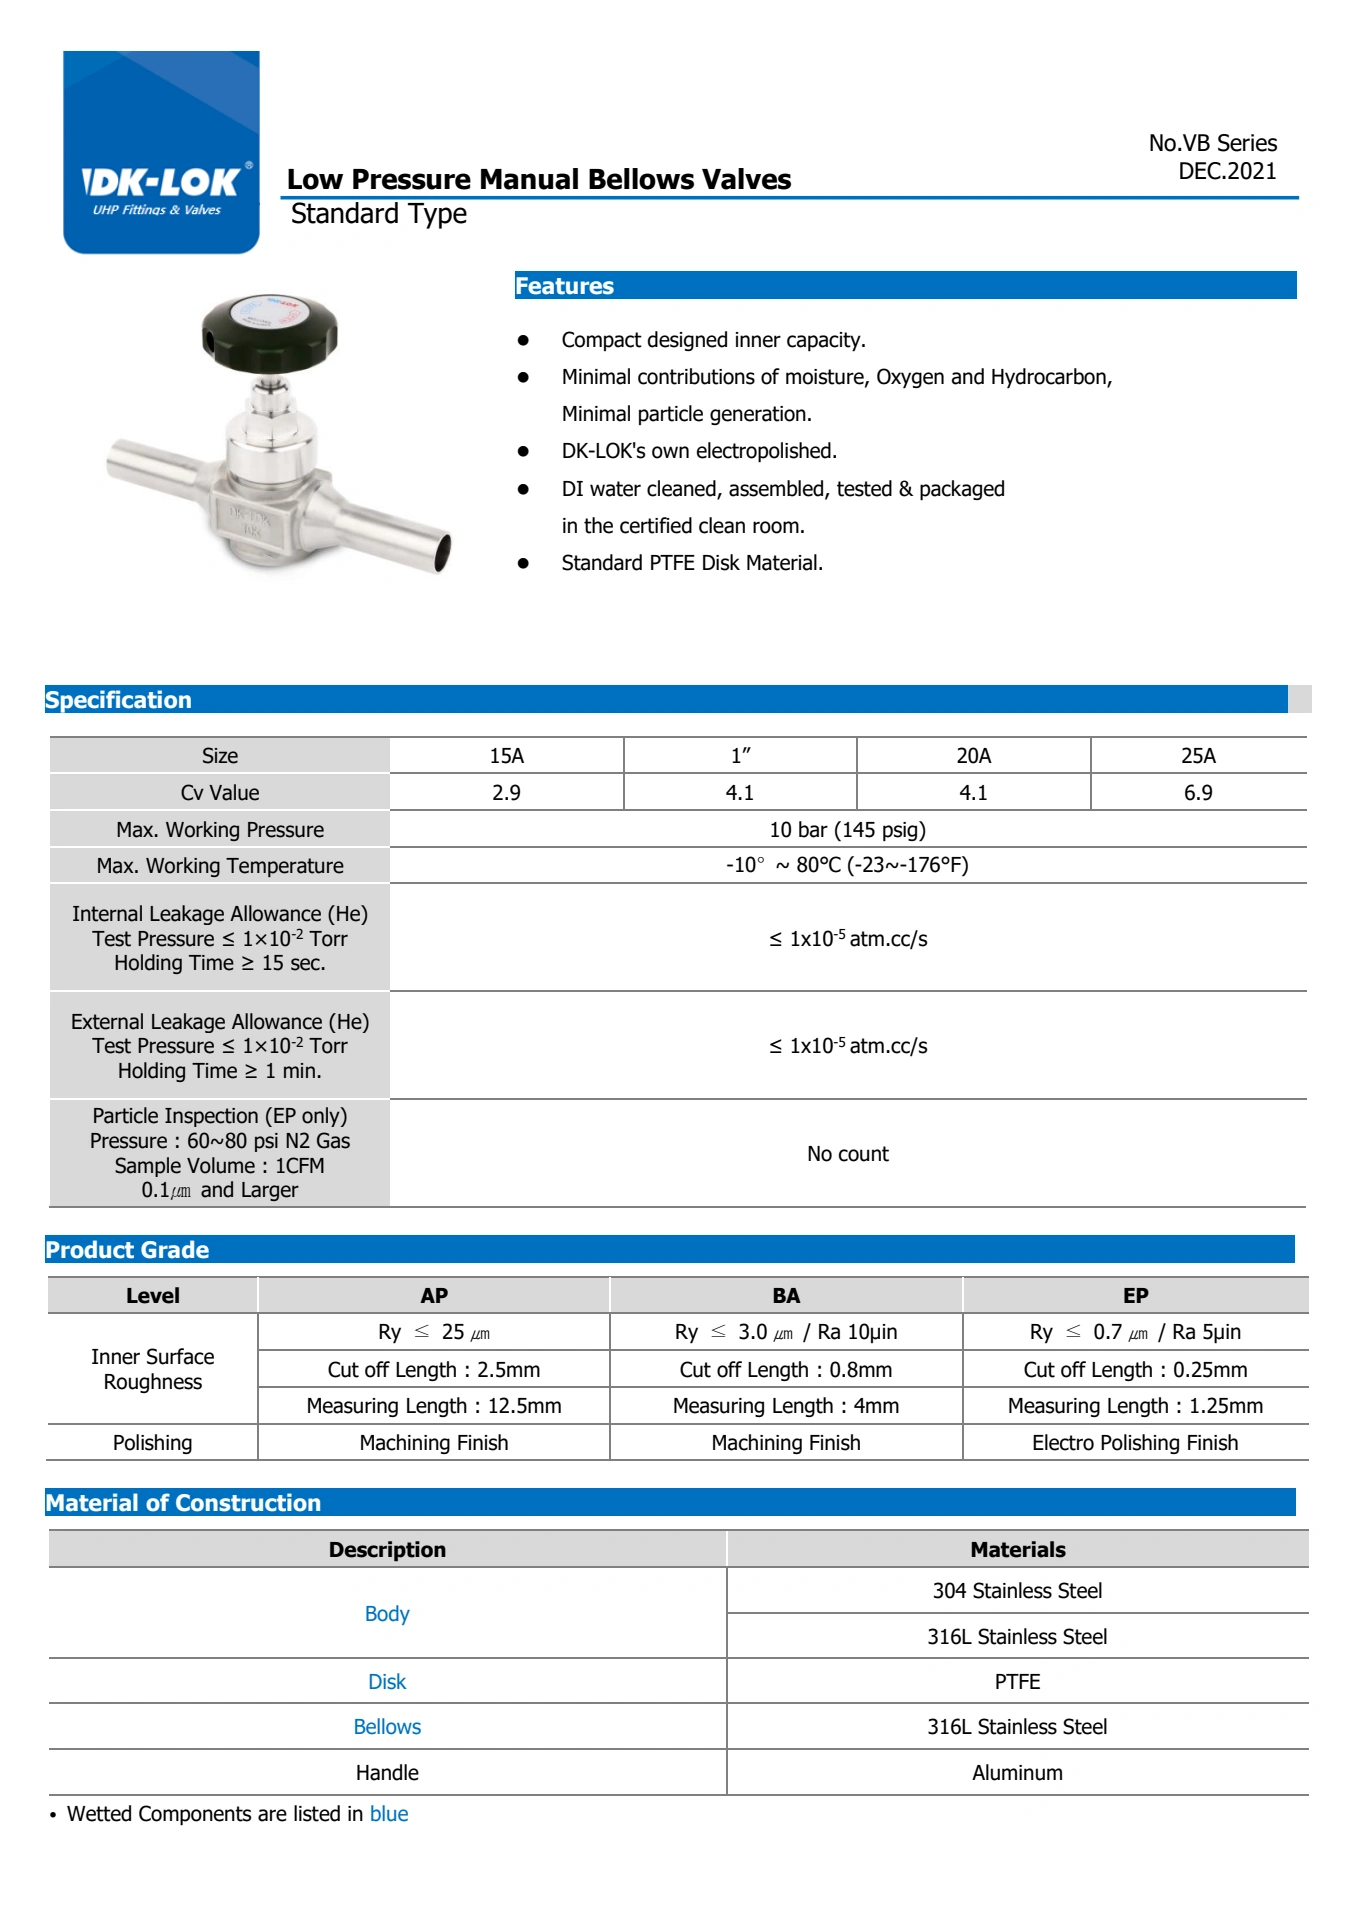 DK-LOK®
UHP Fittings & Valves
No.VB Series
DEC.2021
Low Pressure Manual Bellows Valves
Standard Type
Features
● Compact designed inner capacity.
● Minimal contributions of moisture, Oxygen and Hydrocarbon,
Minimal particle generation.
● DK-LOK's own electropolished.
● DI water cleaned, assembled, tested & packaged
in the certified clean room.
● Standard PTFE Disk Material.
DK-LOK
Specification
Size 15A 1″ 20A 25A
Cv Value 2.9 4.1 4.1 6.9
Max. Working Pressure 10 bar (145 psig)
Max. Working Temperature -10° ~ 80°C (-23~-176°F)
Internal Leakage Allowance (He)
Test Pressure ≤ 1×10-2 Torr
Holding Time ≥ 15 sec.
≤ 1x10-5 atm.cc/s
External Leakage Allowance (He)
Test Pressure ≤ 1×10-2 Torr
Holding Time ≥ 1 min.
≤ 1x10-5 atm.cc/s
Particle Inspection (EP only)
Pressure : 60~80 psi N2 Gas
Sample Volume : 1CFM
0.1㎛ and Larger
No count
Product Grade
Level AP BA EP
Inner Surface
Roughness
Ry ≤ 25 ㎛ Ry ≤ 3.0 ㎛ / Ra 10µin Ry ≤ 0.7 ㎛ / Ra 5µin
Cut off Length : 2.5mm Cut off Length : 0.8mm Cut off Length : 0.25mm
Measuring Length : 12.5mm Measuring Length : 4mm Measuring Length : 1.25mm
Polishing Machining Finish Machining Finish Electro Polishing Finish
Material of Construction
Description Materials
Body 304 Stainless Steel
316L Stainless Steel
Disk PTFE
Bellows 316L Stainless Steel
Handle Aluminum
• Wetted Components are listed in blue